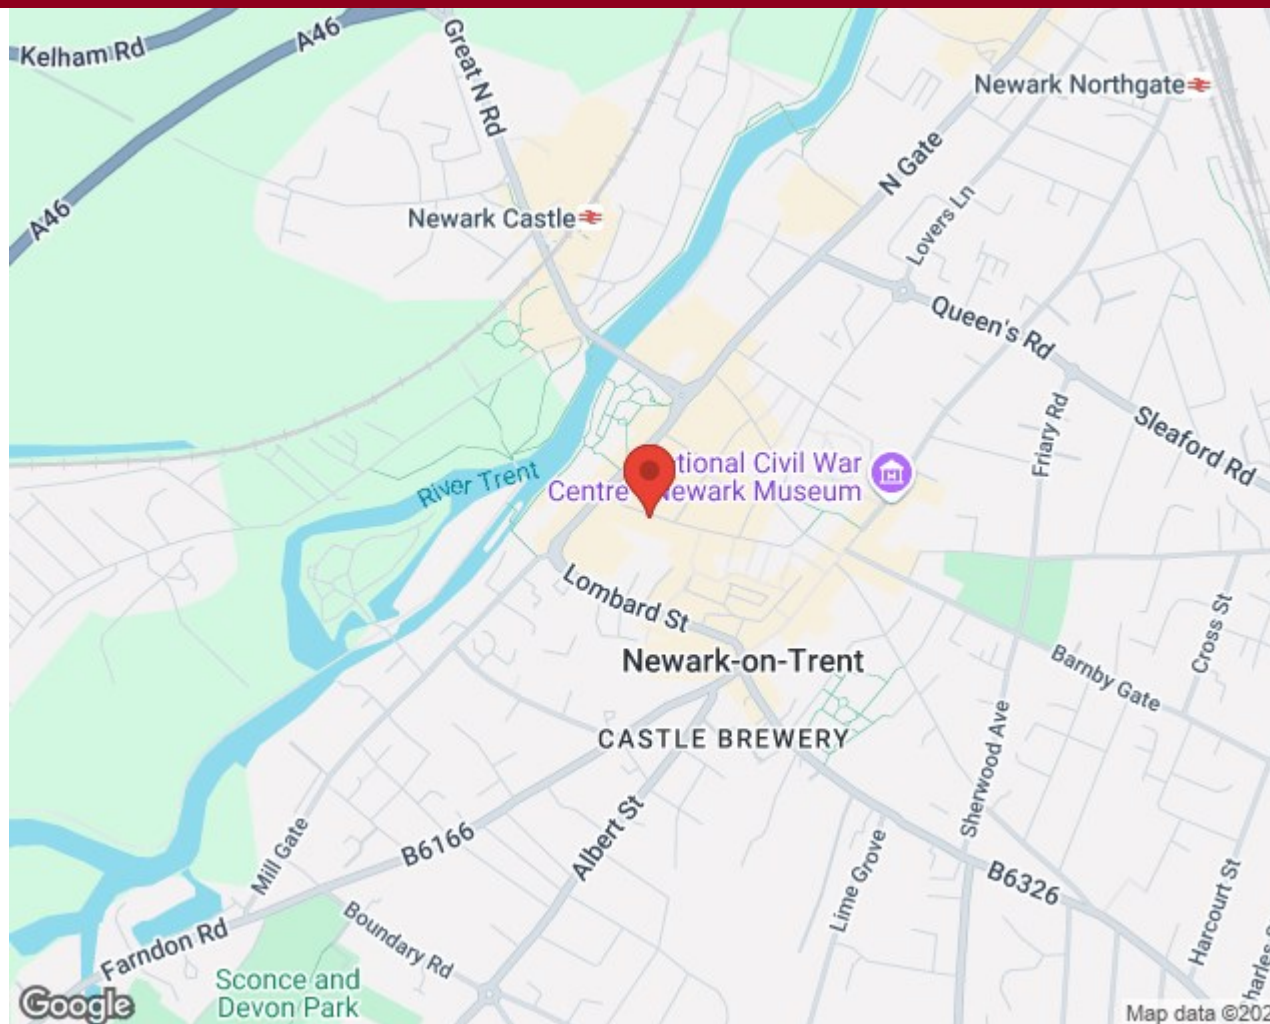 Kelham Rd
A46
Great N Rd
Newark Northgate
N Gate
A46
Newark Castle
Lovers Ln
Queen's Rd
Friary Rd
Sleaford Rd
tional Civil War
Centre
Newark Museum
River Trent
Lombard St
Newark-on-Trent
Cross St
Barnby Gate
CASTLE BREWERY
Sherwood Ave
Albert St
B6166
Mill Gate
Lime Grove
B6326
Harcourt St
Boundary Rd
Farndon Rd
Sconce and
Devon Park
Google
Map data ©202